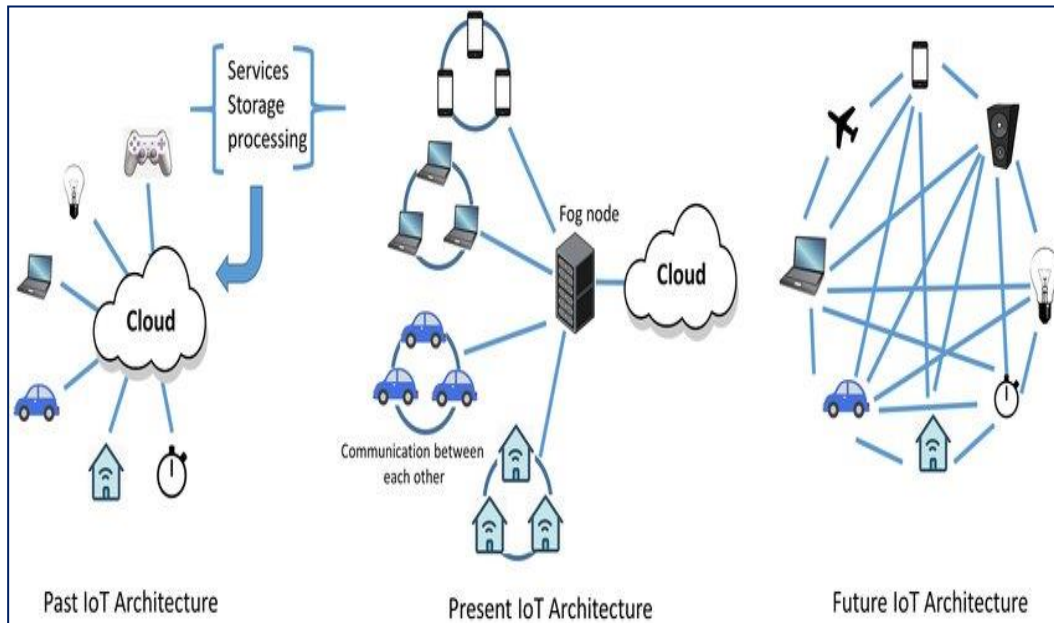 Services
Storage
processing
Cloud
Past IoT Architecture
Fog node
Cloud
Communication between
each other
Present IoT Architecture
Future IoT Architecture